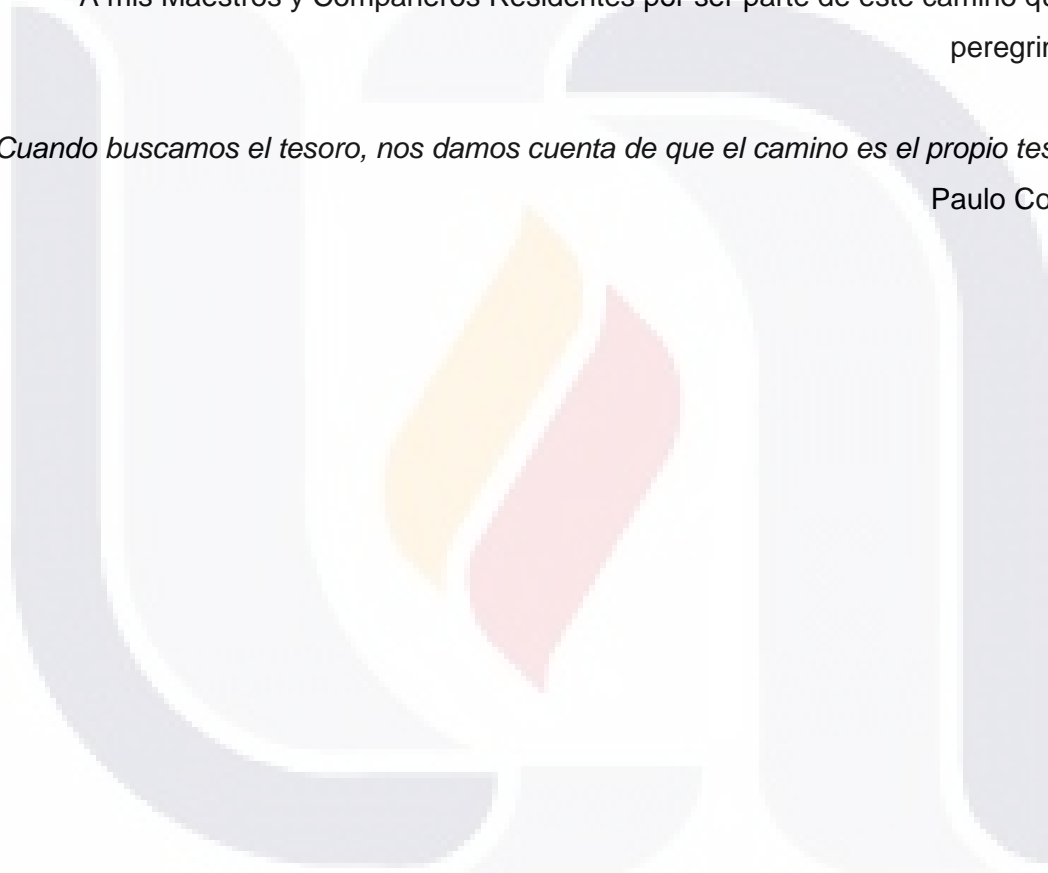 A mis Maestros y Compañeros Residentes por ser parte de este camino
Cuando buscamos el tesoro, nos damos cuenta de que el camino es el propio
Paulo